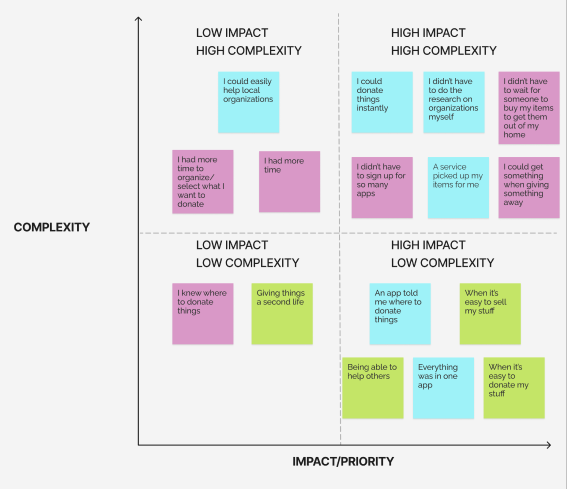 LOW IMPACT
HIGH COMPLEXITY
HIGH IMPACT
HIGH COMPLEXITY
I could easily
help local
organizations
I could
donate
things
instantly
I didn't have
to do the
research on
organizations
myself
I didn't have
to wait for
someone to
buy my items
to get them
out of my
home
I had more
time to
organize/
select what I
want to
donate
I had more
time
I didn't have
to sign up for
so many
apps
A service
picked up my
items for me
I could get
something
when giving
something
away
COMPLEXITY
LOW IMPACT
LOW COMPLEXITY
HIGH IMPACT
LOW COMPLEXITY
I knew where
to donate
things
Giving things
a second life
An app told
me where to
donate
things
When it's
easy to sell
my stuff
Being able to
help others
Everything
was in one
app
When it's
easy to
donate my
stuff
IMPACT/PRIORITY